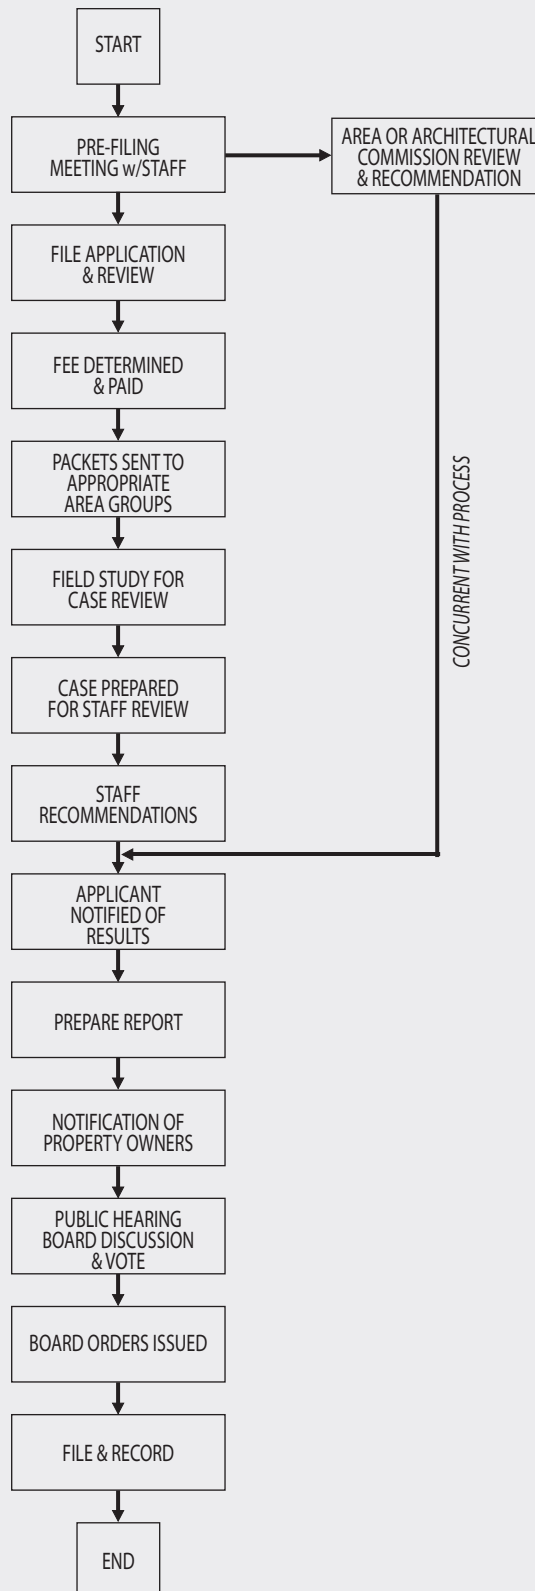 START
PRE-FILING
MEETING w/STAFF
AREA OR ARCHITECTURAL
COMMISSION REVIEW
& RECOMMENDATION
FILE APPLICATION
& REVIEW
FEE DETERMINED
& PAID
PACKETS SENT TO
APPROPRIATE
AREA GROUPS
CONCURRENT WITH PROCESS
FIELD STUDY FOR
CASE REVIEW
CASE PREPARED
FOR STAFF REVIEW
STAFF
RECOMMENDATIONS
APPLICANT
NOTIFIED OF
RESULTS
PREPARE REPORT
NOTIFICATION OF
PROPERTY OWNERS
PUBLIC HEARING
BOARD DISCUSSION
& VOTE
BOARD ORDERS ISSUED
FILE & RECORD
END